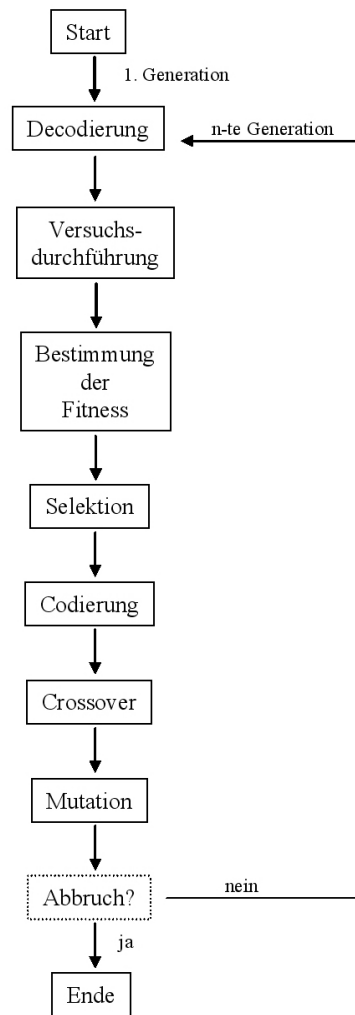 Start
1. Generation
Decodierung
n-te Generation
Versuchs-
durchführung
Bestimmung
der
Fitness
Selektion
Codierung
Crossover
Mutation
Abbruch?
nein
ja
Ende